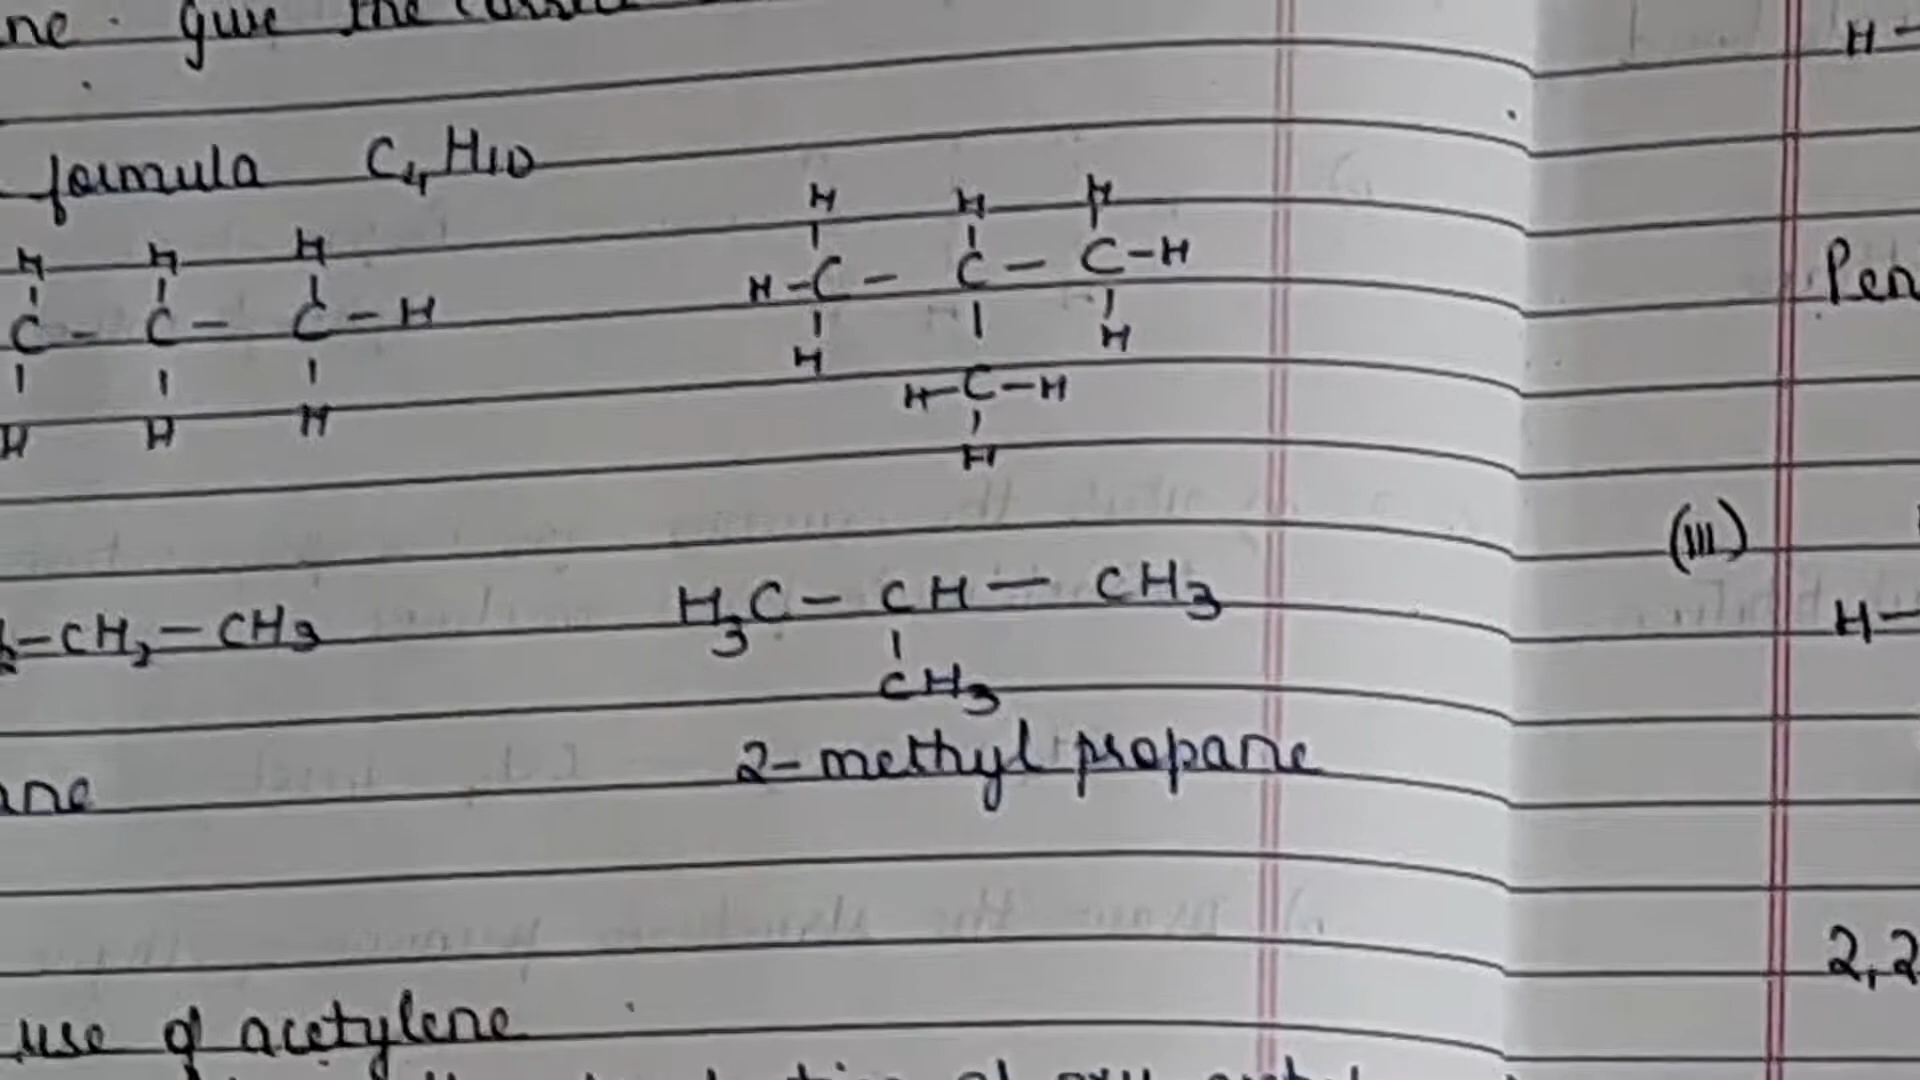 ne. give the
formula C4H10
H H H
C - C - C - H
H H H
H H H
H - C - C - C - H
H H
H - C - H
H
- CH2 - CH3
H3C - CH - CH3
CH3
2-methyl propane
ane
use of acetylene
H -
Pen
(iii)
H -
2,2